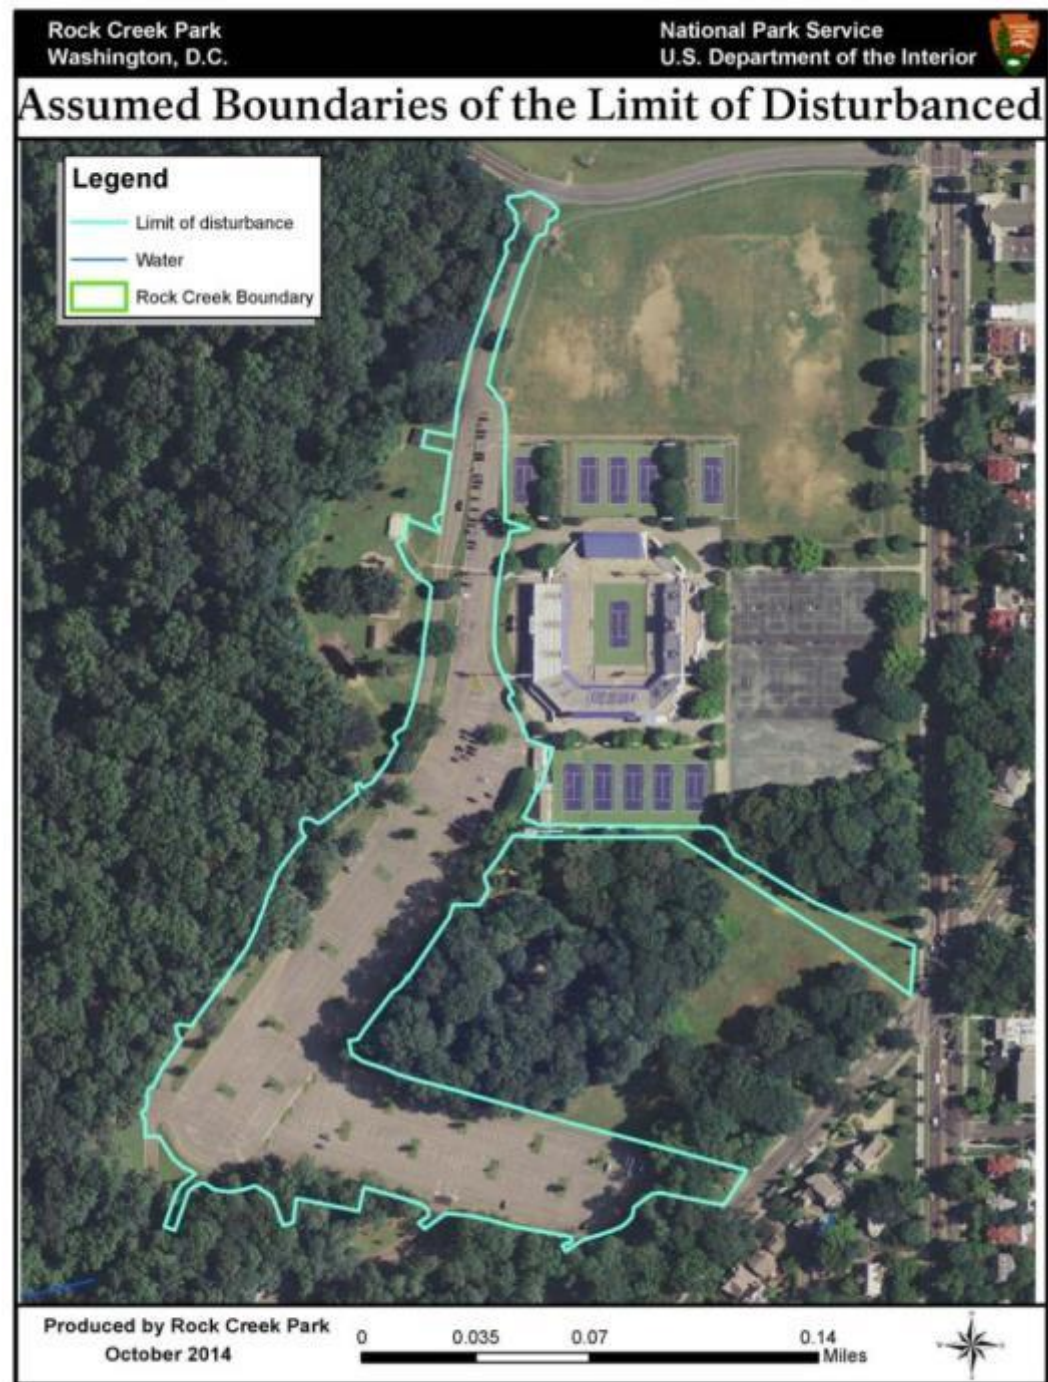 Rock Creek Park
Washington, D.C.
National Park Service
U.S. Department of the Interior
Assumed Boundaries of the Limit of Disturbanced
Legend
Limit of disturbance
Water
Rock Creek Boundary
Produced by Rock Creek Park
October 2014
0 0.035 0.07 0.14
Miles